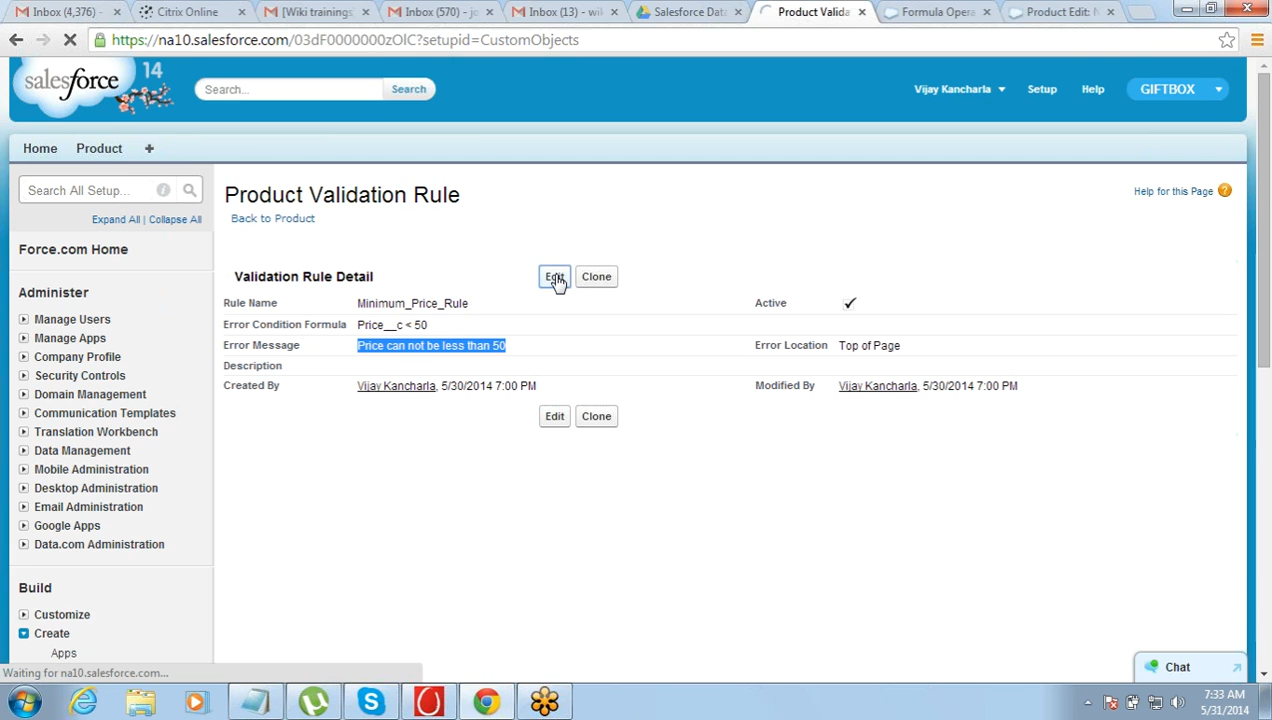 Inbox (4,376) -
Citrix Online
[Wiki trainings
Inbox (570) - jo
Inbox (13) - wil
Salesforce Data
Product Valida
Formula Opera
Product Edit: N
https://na10.salesforce.com/03dF0000000zOlC?setupid=CustomObjects
salesforce
14
Search...
Search
Vijay Kancharla
Setup
Help
GIFTBOX
Home
Product
+
Search All Setup...
Expand All | Collapse All
Force.com Home
Administer
Manage Users
Manage Apps
Company Profile
Security Controls
Domain Management
Communication Templates
Translation Workbench
Data Management
Mobile Administration
Desktop Administration
Email Administration
Google Apps
Data.com Administration
Build
Customize
Create
Apps
Product Validation Rule
Help for this Page
Back to Product
Validation Rule Detail
Edit
Clone
Rule Name
Minimum_Price_Rule
Active
Error Condition Formula
Price__c < 50
Error Message
Price can not be less than 50
Error Location
Top of Page
Description
Created By
Vijay Kancharla, 5/30/2014 7:00 PM
Modified By
Vijay Kancharla, 5/30/2014 7:00 PM
Edit
Clone
Waiting for na10.salesforce.com...
Chat
7:33 AM
5/31/2014